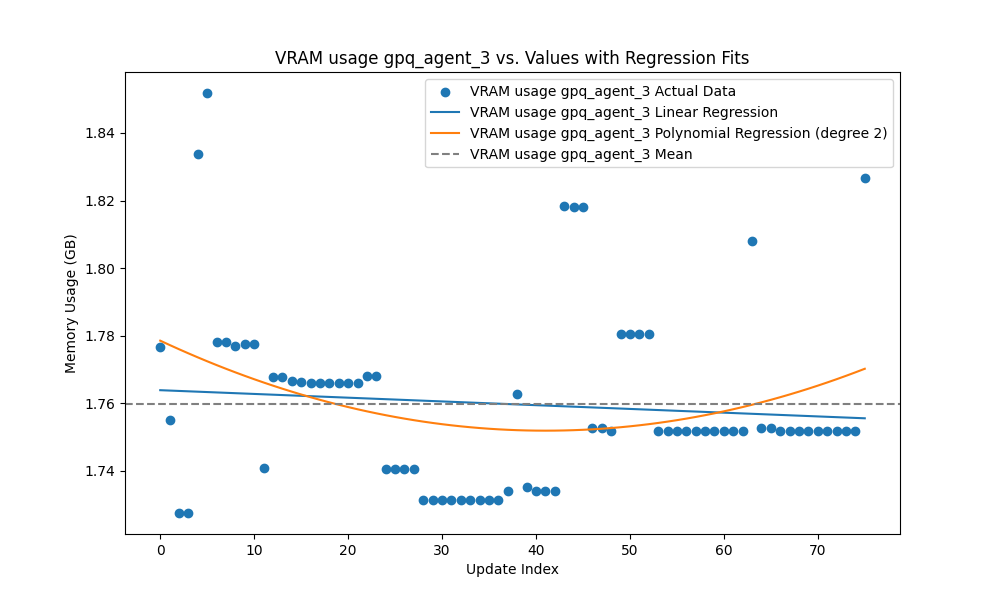 VRAM usage gpq_agent_3 vs. Values with Regression Fits
VRAM usage gpq_agent_3 Actual Data
VRAM usage gpq_agent_3 Linear Regression
VRAM usage gpq_agent_3 Polynomial Regression (degree 2)
VRAM usage gpq_agent_3 Mean
Memory Usage (GB)
1.84
1.82
1.80
1.78
1.76
1.74
0 10 20 30 40 50 60 70
Update Index